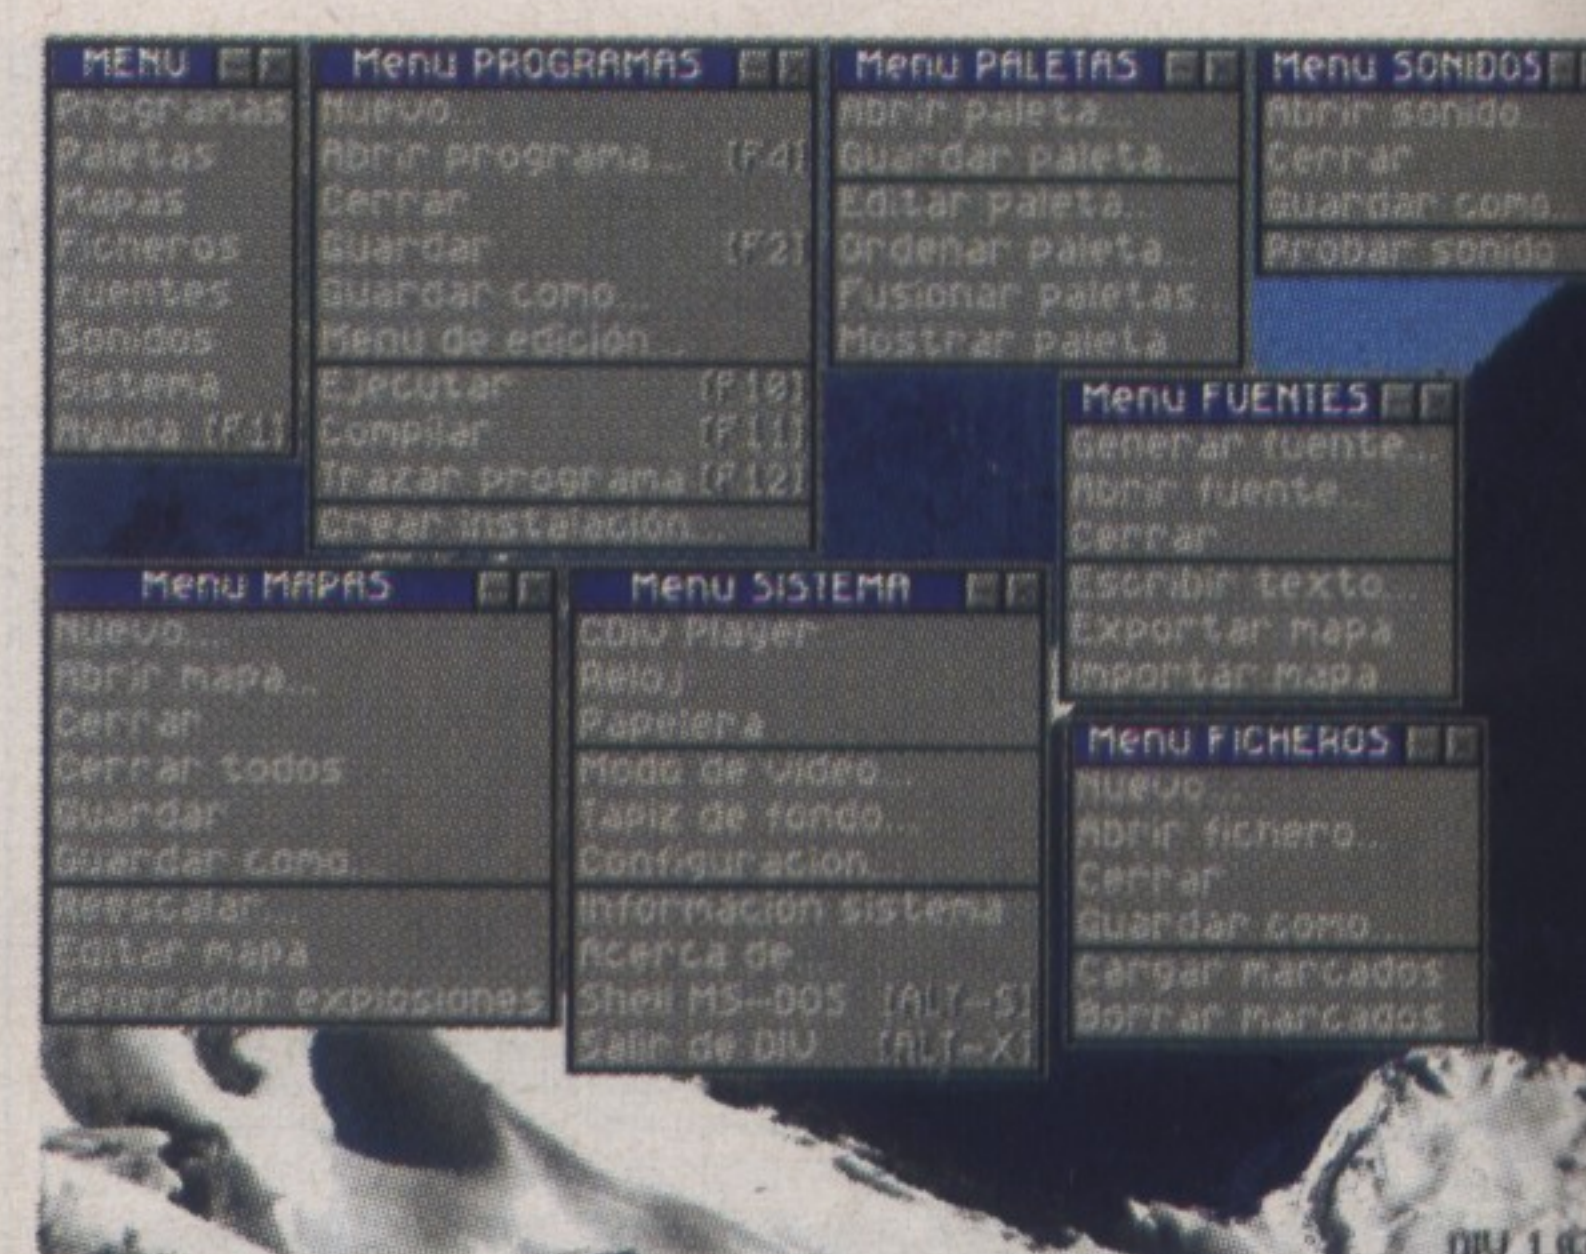 MENU
Programas
Paletas
Mapas
Ficheros
Fuentes
Sonidos
Sistema
Ayuda [F1]
Menu PROGRAMAS
Nuevo...
Abrir programa... [F4]
Cerrar
Guardar [F2]
Guardar como...
Menú de edición...
Ejecutar [F10]
Compilar [F11]
Trazar programa [F12]
Crear instalación...
Menu PALETAS
Abrir paleta...
Guardar paleta...
Editar paleta...
Ordenar paleta...
Fusionar paletas
Mostrar paleta
Menu SONIDOS
Abrir sonido...
Cerrar
Guardar como...
Probar sonido
Menu FUENTES
Generar fuente...
Abrir fuente...
Cerrar
Escribir texto...
Exportar mapa
Importar mapa
Menu MAPAS
Nuevo...
Abrir mapa...
Cerrar
Cerrar todos
Guardar
Guardar como...
Reescalar...
Editar mapa
Generador explosiones
Menu SISTEMA
CDiv Player
Reloj
Papelera
Modo de video...
Tapiz de fondo...
Configuración...
Información sistema
Acerca de...
Shell MS-DOS [ALT-S]
Salir de DIV [ALT-X]
Menu FICHEROS
Nuevo...
Abrir fichero...
Cerrar
Guardar como...
Cargar marcados
Borrar marcados
DIV 1.0